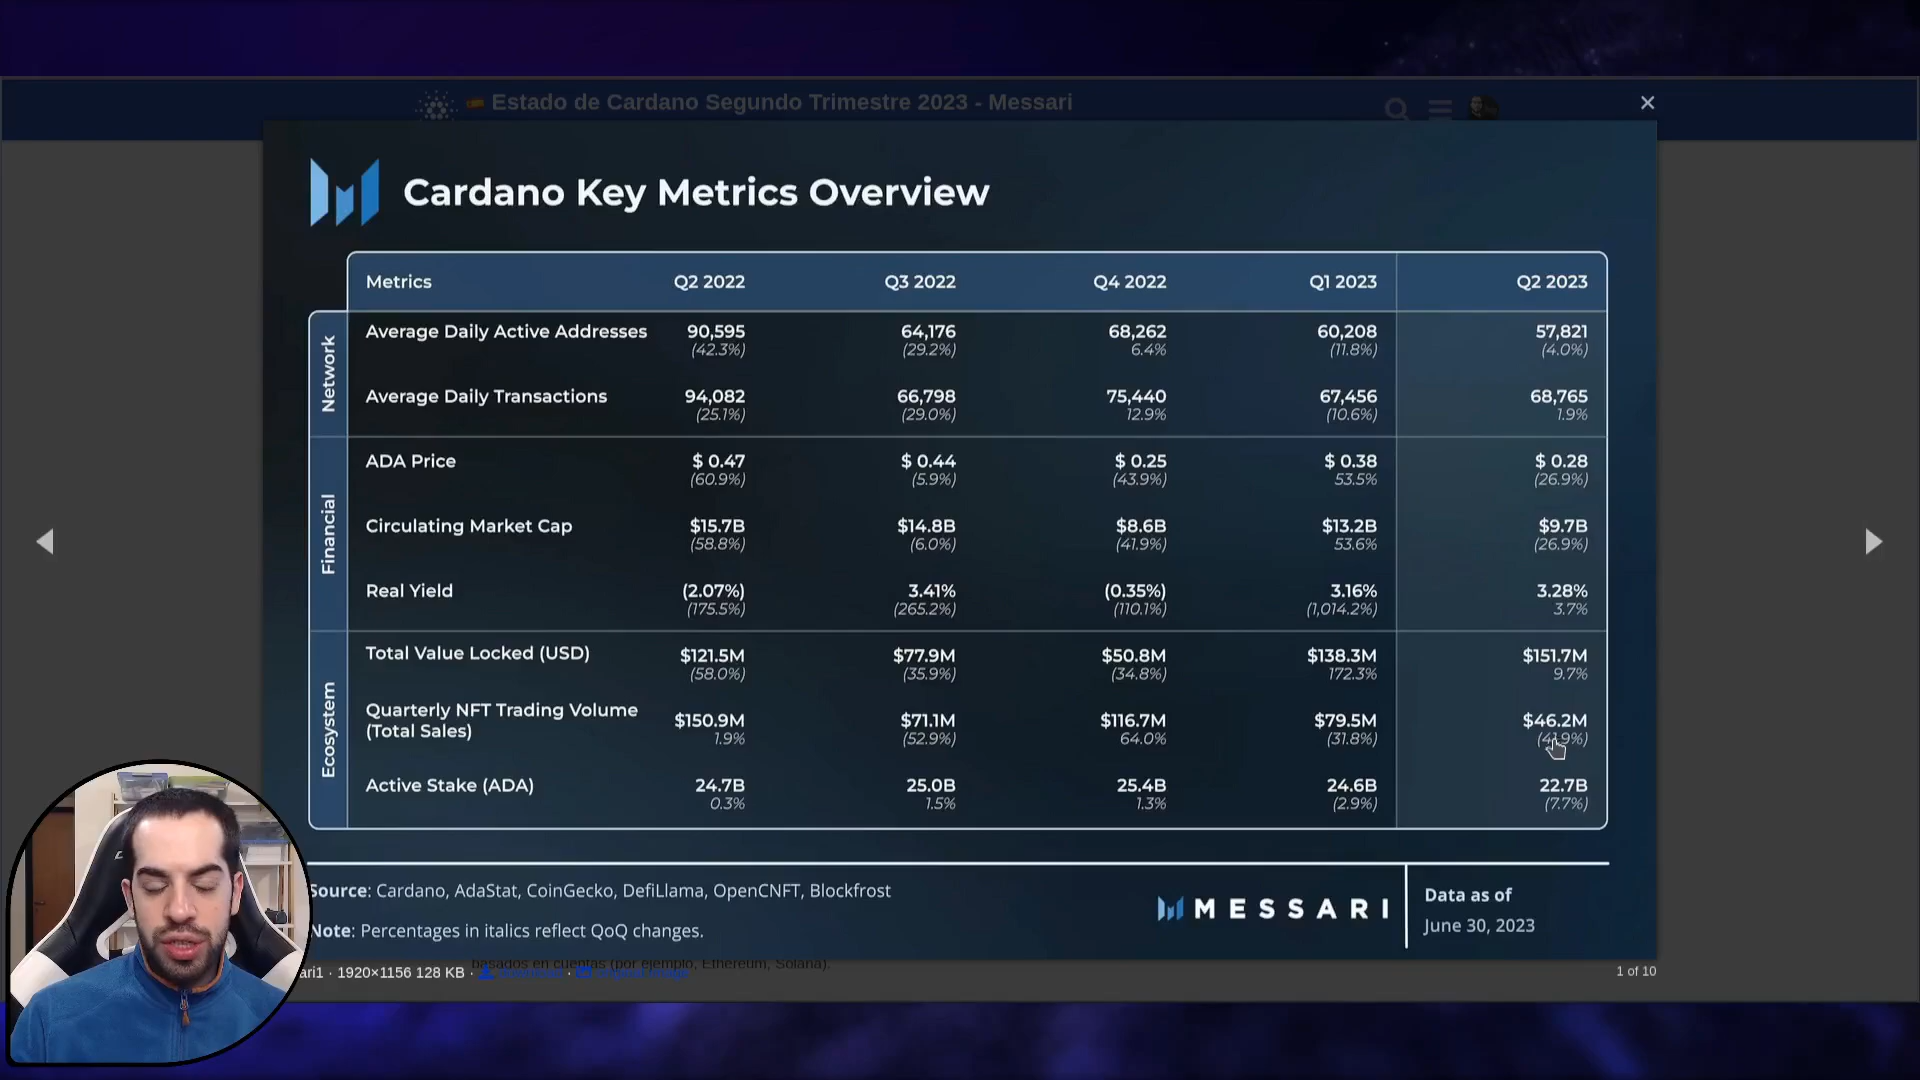 Estado de Cardano Segundo Trimestre 2023 - Messari
Cardano Key Metrics Overview
Metrics Q2 2022 Q3 2022 Q4 2022 Q1 2023 Q2 2023
Network
Average Daily Active Addresses 90,595 64,176 68,262 60,208 57,821
(42.3%) (29.2%) 6.4% (11.8%) (4.0%)
Average Daily Transactions 94,082 66,798 75,440 67,456 68,765
(25.1%) (29.0%) 12.9% (10.6%) 1.9%
Financial
ADA Price $ 0.47 $ 0.44 $ 0.25 $ 0.38 $ 0.28
(60.9%) (5.9%) (43.9%) 53.5% (26.9%)
Circulating Market Cap $15.7B $14.8B $8.6B $13.2B $9.7B
(58.8%) (6.0%) (41.9%) 53.6% (26.9%)
Real Yield (2.07%) 3.41% (0.35%) 3.16% 3.28%
(175.5%) (265.2%) (110.1%) (1,014.2%) 3.7%
Ecosystem
Total Value Locked (USD) $121.5M $77.9M $50.8M $138.3M $151.7M
(58.0%) (35.9%) (34.8%) 172.3% 9.7%
Quarterly NFT Trading Volume
(Total Sales) $150.9M $71.1M $116.7M $79.5M $46.2M
1.9% (52.9%) 64.0% (31.8%) (41.9%)
Active Stake (ADA) 24.7B 25.0B 25.4B 24.6B 22.7B
0.3% 1.5% 1.3% (2.9%) (7.7%)
Source: Cardano, AdaStat, CoinGecko, DefiLlama, OpenCNFT, Blockfrost
Note: Percentages in italics reflect QoQ changes.
MESSARI
Data as of
June 30, 2023
basados en cuentas (por ejemplo, Ethereum, Solana).
ari1 · 1920×1156 128 KB ·
1 of 10